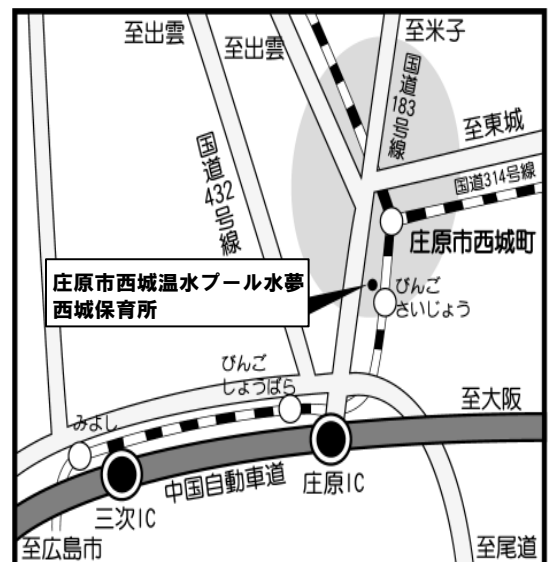 至出雲
至出雲
至米子
国道183号線
至東城
国道432号線
国道314号線
庄原市西城町
庄原市西城温水プール水夢
西城保育所
びんご
さいじょう
びんご
しょうばら
みよし
至大阪
中国自動車道
庄原IC
三次IC
至広島市
至尾道